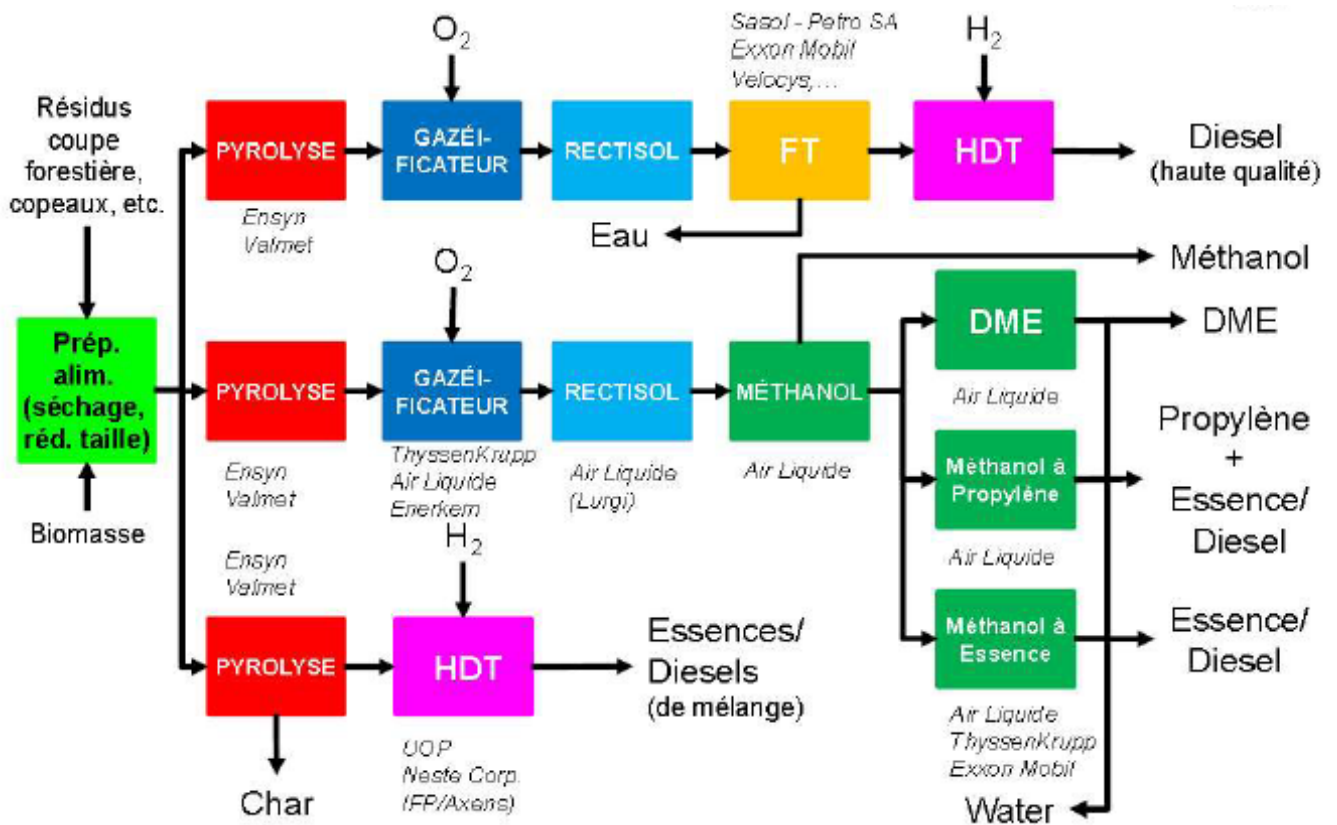 O2
Sasol - Petro SA
Exxon Mobil
Velocys,...
H2
Résidus
coupe
forestière,
copeaux, etc.
PYROLYSE
GAZÉI-
FICATEUR
RECTISOL
FT
HDT
Diesel
(haute qualité)
Ensyn
Valmet
Eau
O2
Méthanol
Prép.
alim.
(séchage,
réd. taille)
PYROLYSE
GAZÉI-
FICATEUR
RECTISOL
MÉTHANOL
DME
DME
Air Liquide
Ensyn
Valmet
ThyssenKrupp
Air Liquide
Enerkem
Air Liquide
(Lurgi)
Air Liquide
Méthanol à
Propylène
Propylène
+
Essence/
Diesel
Air Liquide
Biomasse
Ensyn
Valmet
H2
PYROLYSE
HDT
Essences/
Diesels
(de mélange)
Méthanol à
Essence
Essence/
Diesel
Air Liquide
ThyssenKrupp
Exxon Mobil
UOP
Neste Corp.
(FP/Axens)
Char
Water